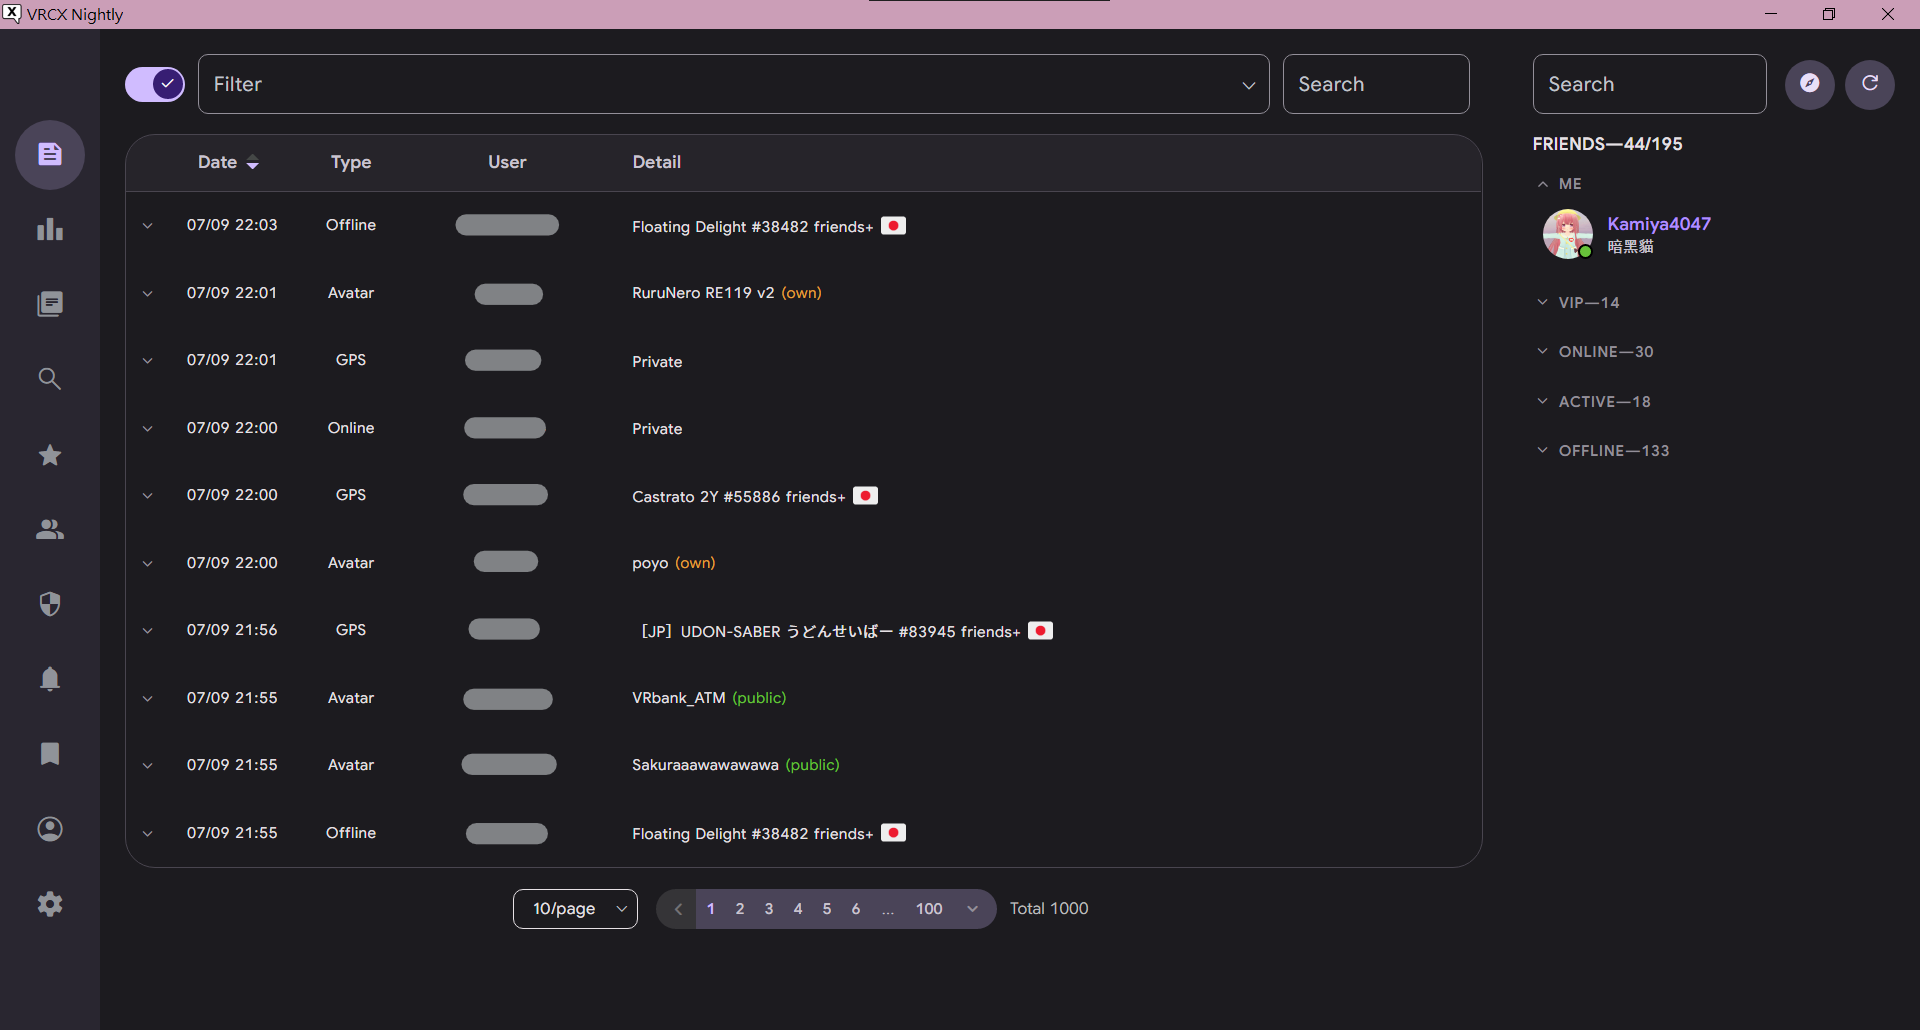 VRCX Nightly
Filter
Search
Search
FRIENDS—44/195
ME
Kamiya4047
暗黑貓
VIP—14
ONLINE—30
ACTIVE—18
OFFLINE—133
Date Type User Detail
07/09 22:03 Offline Floating Delight #38482 friends+
07/09 22:01 Avatar RuruNero RE119 v2 (own)
07/09 22:01 GPS Private
07/09 22:00 Online Private
07/09 22:00 GPS Castrato 2Y #55886 friends+
07/09 22:00 Avatar poyo (own)
07/09 21:56 GPS ［JP］UDON-SABER うどんせいばー #83945 friends+
07/09 21:55 Avatar VRbank_ATM (public)
07/09 21:55 Avatar Sakuraaawawawawa (public)
07/09 21:55 Offline Floating Delight #38482 friends+
10/page 1 2 3 4 5 6 ... 100 Total 1000